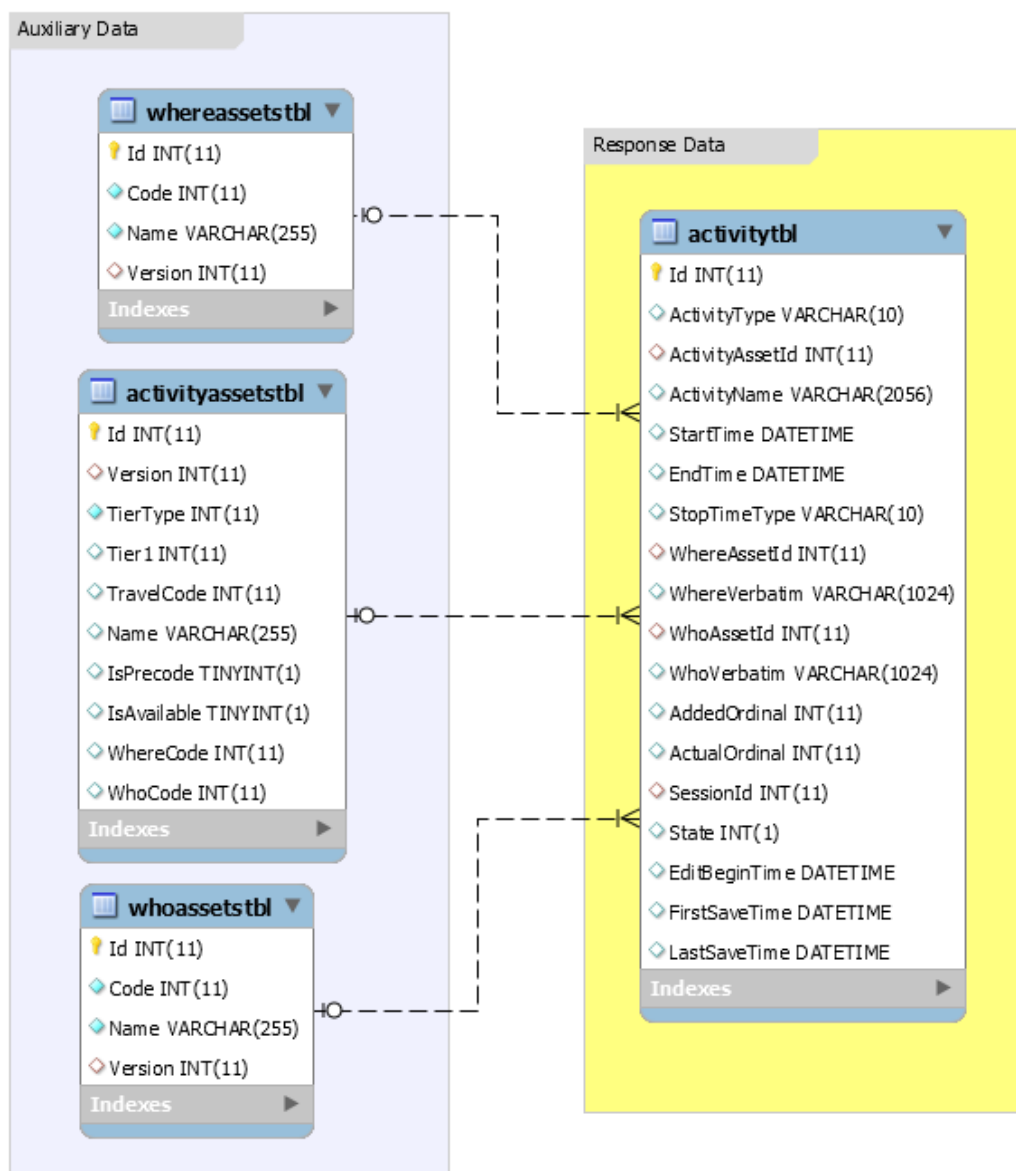 Auxiliary Data
whereassetstbl
Id INT(11)
Code INT(11)
Name VARCHAR(255)
Version INT(11)
Indexes
activityassetstbl
Id INT(11)
Version INT(11)
TierType INT(11)
Tier1 INT(11)
TravelCode INT(11)
Name VARCHAR(255)
IsPrecode TINYINT(1)
IsAvailable TINYINT(1)
WhereCode INT(11)
WhoCode INT(11)
Indexes
whoassetstbl
Id INT(11)
Code INT(11)
Name VARCHAR(255)
Version INT(11)
Indexes
Response Data
activitytbl
Id INT(11)
ActivityType VARCHAR(10)
ActivityAssetId INT(11)
ActivityName VARCHAR(2056)
StartTime DATETIME
EndTime DATETIME
StopTimeType VARCHAR(10)
WhereAssetId INT(11)
WhereVerbatim VARCHAR(1024)
WhoAssetId INT(11)
WhoVerbatim VARCHAR(1024)
AddedOrdinal INT(11)
ActualOrdinal INT(11)
SessionId INT(11)
State INT(1)
EditBeginTime DATETIME
FirstSaveTime DATETIME
LastSaveTime DATETIME
Indexes